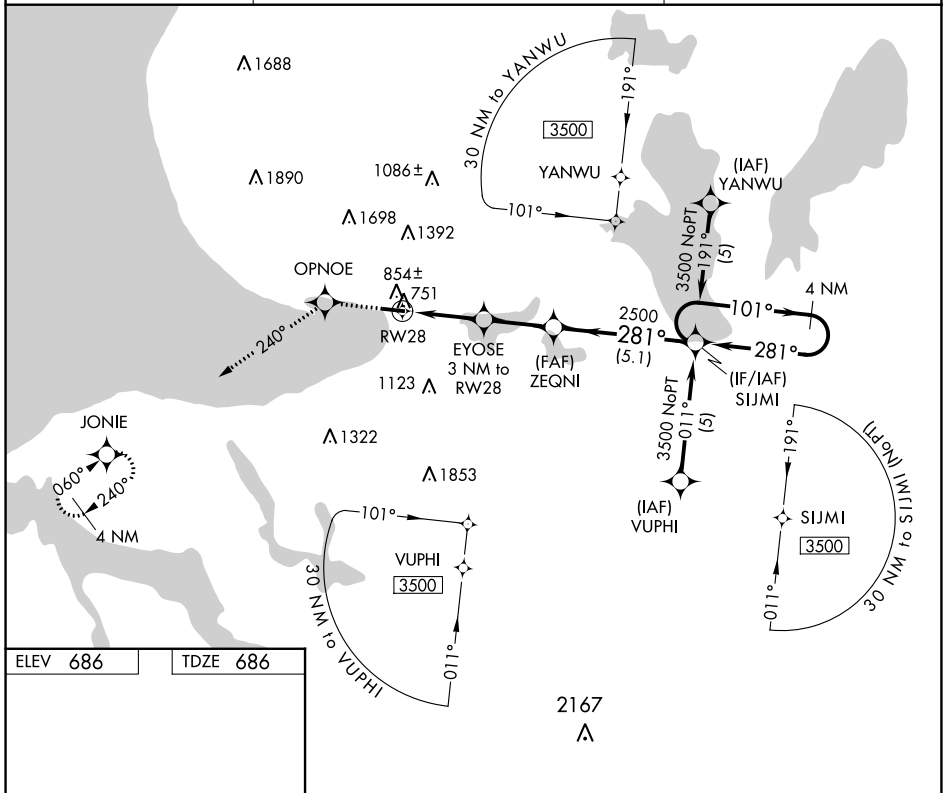 1688
30 NM to YANWU
191°
3500
YANWU
101°
1890
1086±
1698
1392
(IAF)
YANWU
3500 NoPT
191°
(5)
OPNOE
854±
751
RW28
240°
EYOSE
3 NM to
RW28
(FAF)
ZEQNI
2500
281°
(5.1)
101°
4 NM
281°
(IF/IAF)
SIJMI
1123
3500 NoPT
011°
(5)
JONIE
060°
240°
4 NM
1322
1853
(IAF)
VUPHI
191°
SIJMI
3500
011°
30 NM to SIJMI (NoPT)
101°
VUPHI
3500
30 NM to VUPHI
011°
ELEV 686
TDZE 686
2167